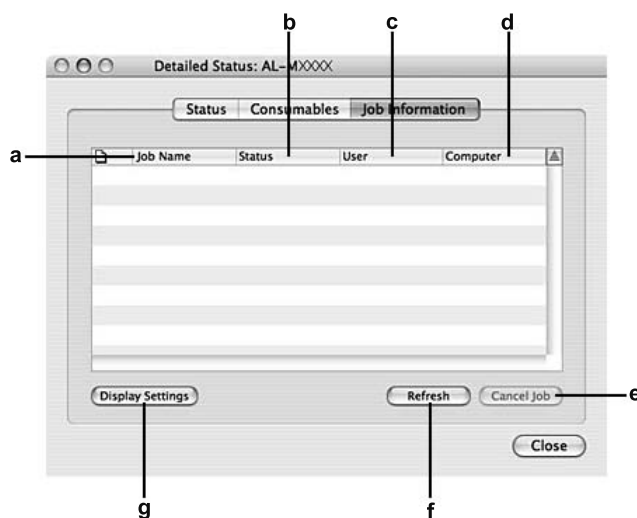 b c d
Detailed Status: AL-MXXXX
Status Consumables Job Information
a
Job Name Status User Computer
Display Settings Refresh Cancel Job
e
Close
g f